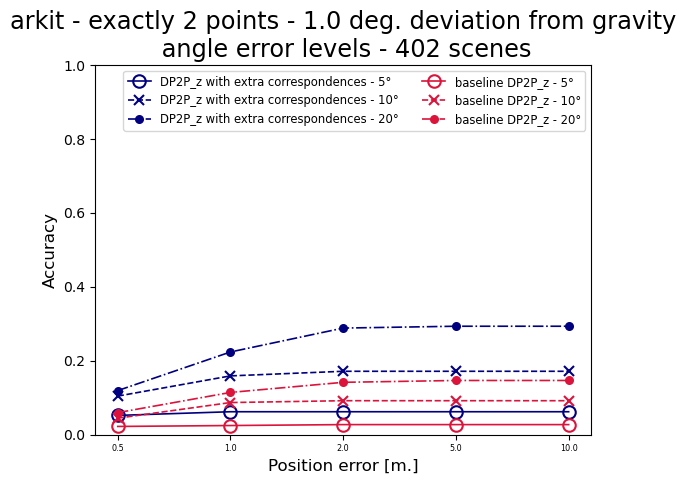 arkit - exactly 2 points - 1.0 deg. deviation from gravity
angle error levels - 402 scenes
DP2P_z with extra correspondences - 5°
DP2P_z with extra correspondences - 10°
DP2P_z with extra correspondences - 20°
baseline DP2P_z - 5°
baseline DP2P_z - 10°
baseline DP2P_z - 20°
Accuracy
1.0
0.8
0.6
0.4
0.2
0.0
0.5 1.0 2.0 5.0 10.0
Position error [m.]